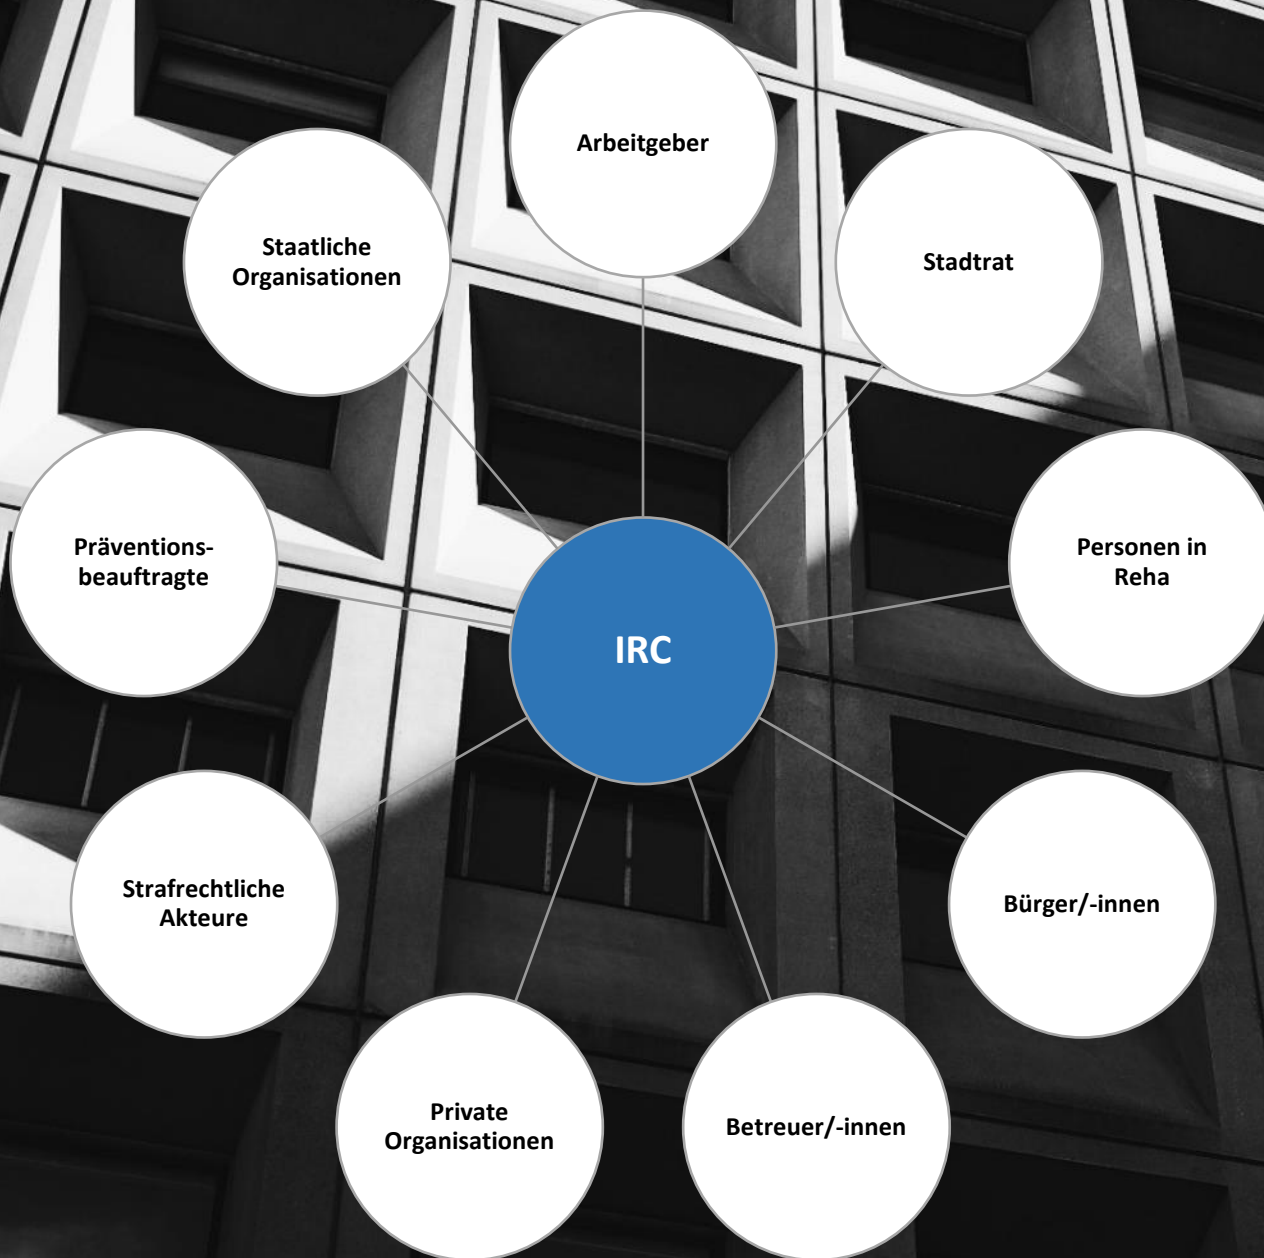 Arbeitgeber
Staatliche
Organisationen
Stadtrat
Präventions-
beauftragte
Personen in
Reha
IRC
Strafrechtliche
Akteure
Bürger/-innen
Private
Organisationen
Betreuer/-innen